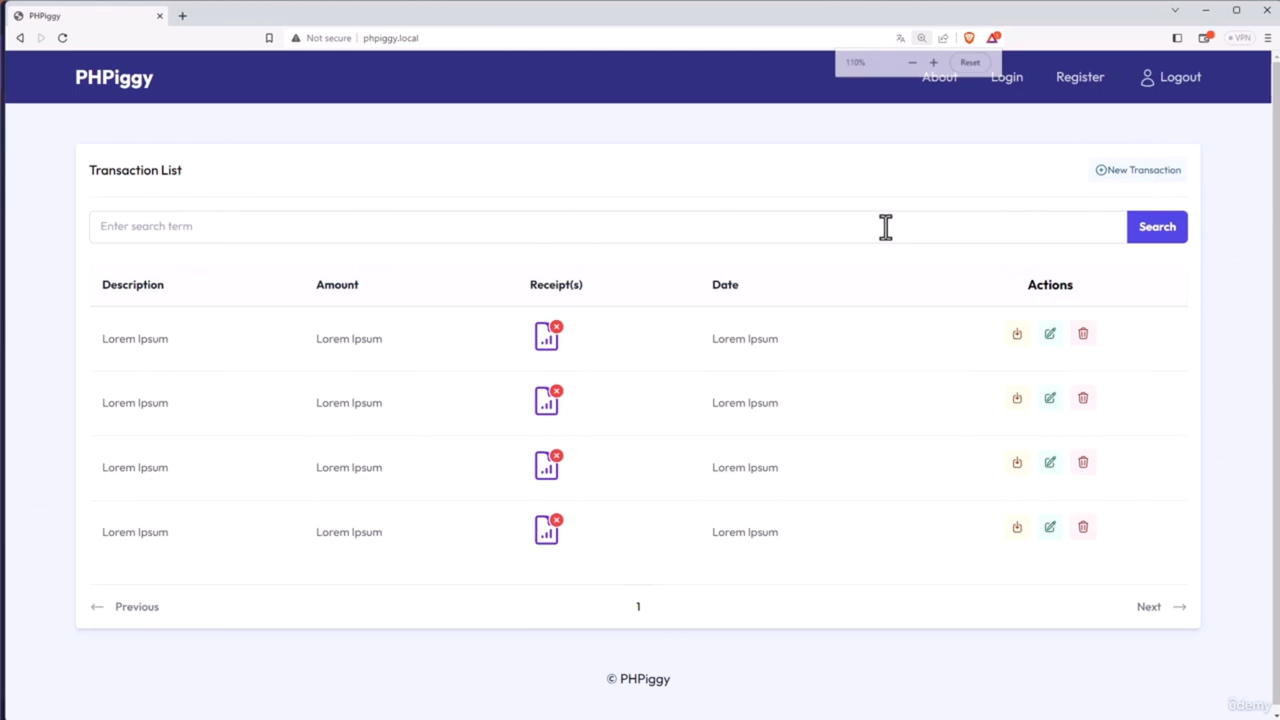 PHPiggy
Not secure phpiggy.local VPN
110% Reset
PHPiggy About Login Register Logout
Transaction List New Transaction
Enter search term Search
Description Amount Receipt(s) Date Actions
Lorem Ipsum Lorem Ipsum Lorem Ipsum
Lorem Ipsum Lorem Ipsum Lorem Ipsum
Lorem Ipsum Lorem Ipsum Lorem Ipsum
Lorem Ipsum Lorem Ipsum Lorem Ipsum
Previous 1 Next
© PHPiggy
ûdemy